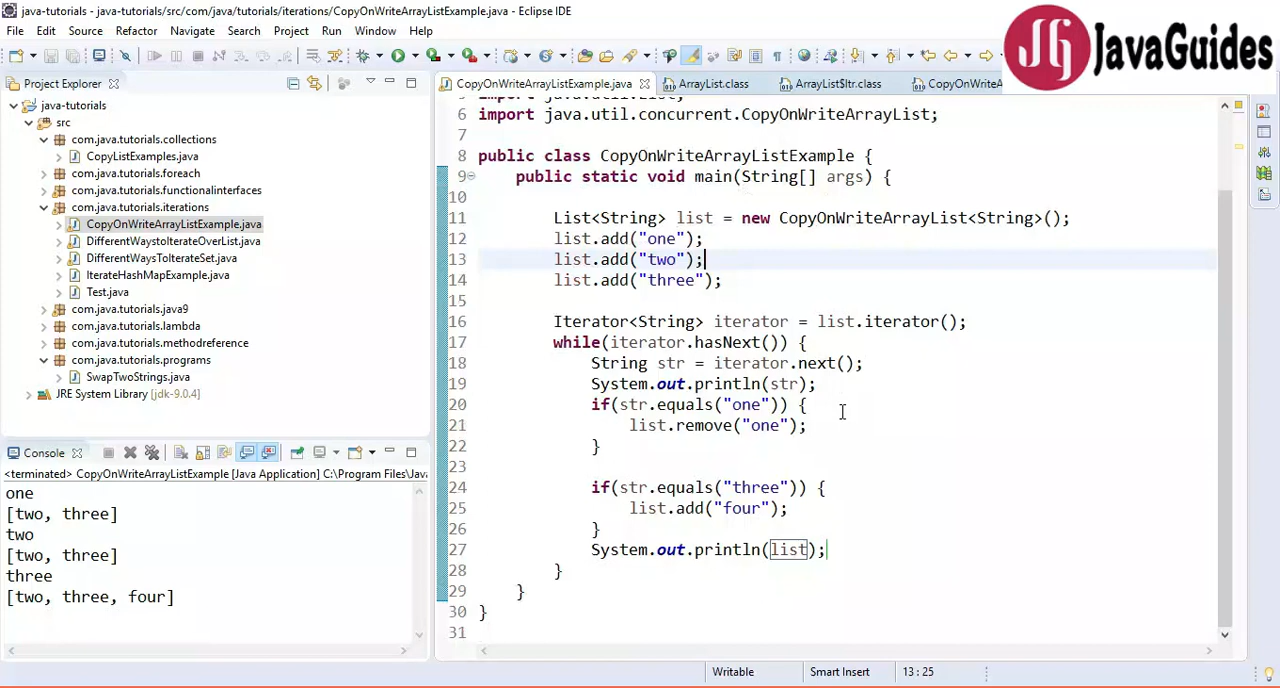 java-tutorials - java-tutorials/src/com/java/tutorials/iterations/CopyOnWriteArrayListExample.java - Eclipse IDE
File Edit Source Refactor Navigate Search Project Run Window Help
JG JavaGuides
Project Explorer
java-tutorials
src
com.java.tutorials.collections
CopyListExamples.java
com.java.tutorials.foreach
com.java.tutorials.functionalinterfaces
com.java.tutorials.iterations
CopyOnWriteArrayListExample.java
DifferentWaystoIterateOverList.java
DifferentWaysToIterateSet.java
IterateHashMapExample.java
Test.java
com.java.tutorials.java9
com.java.tutorials.lambda
com.java.tutorials.methodreference
com.java.tutorials.programs
SwapTwoStrings.java
JRE System Library [jdk-9.0.4]
Console
<terminated> CopyOnWriteArrayListExample [Java Application] C:\Program Files\Java
one
[two, three]
two
[two, three]
three
[two, three, four]
CopyOnWriteArrayListExample.java ArrayList.class ArrayList$Itr.class CopyOnWriteA
5 import java.util.List;
6 import java.util.concurrent.CopyOnWriteArrayList;
7
8 public class CopyOnWriteArrayListExample {
9 public static void main(String[] args) {
10
11 List<String> list = new CopyOnWriteArrayList<String>();
12 list.add("one");
13 list.add("two");
14 list.add("three");
15
16 Iterator<String> iterator = list.iterator();
17 while(iterator.hasNext()) {
18 String str = iterator.next();
19 System.out.println(str);
20 if(str.equals("one")) {
21 list.remove("one");
22 }
23
24 if(str.equals("three")) {
25 list.add("four");
26 }
27 System.out.println(list);
28 }
29 }
30 }
31
Writable Smart Insert 13 : 25